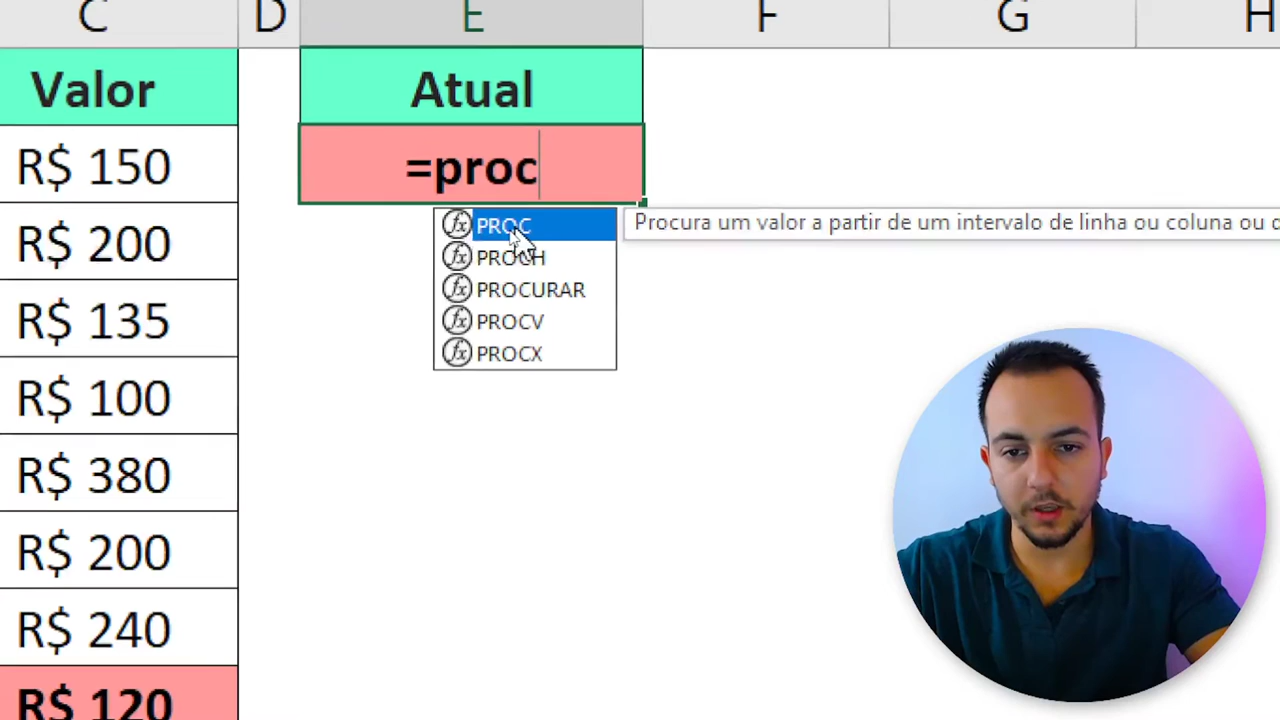 C D E F G H
Valor Atual
R$ 150 =proc
R$ 200 PROC Procura um valor a partir de um intervalo de linha ou coluna ou
PROCH
PROCURAR
R$ 135 PROCV
PROCX
R$ 100
R$ 380
R$ 200
R$ 240
R$ 120